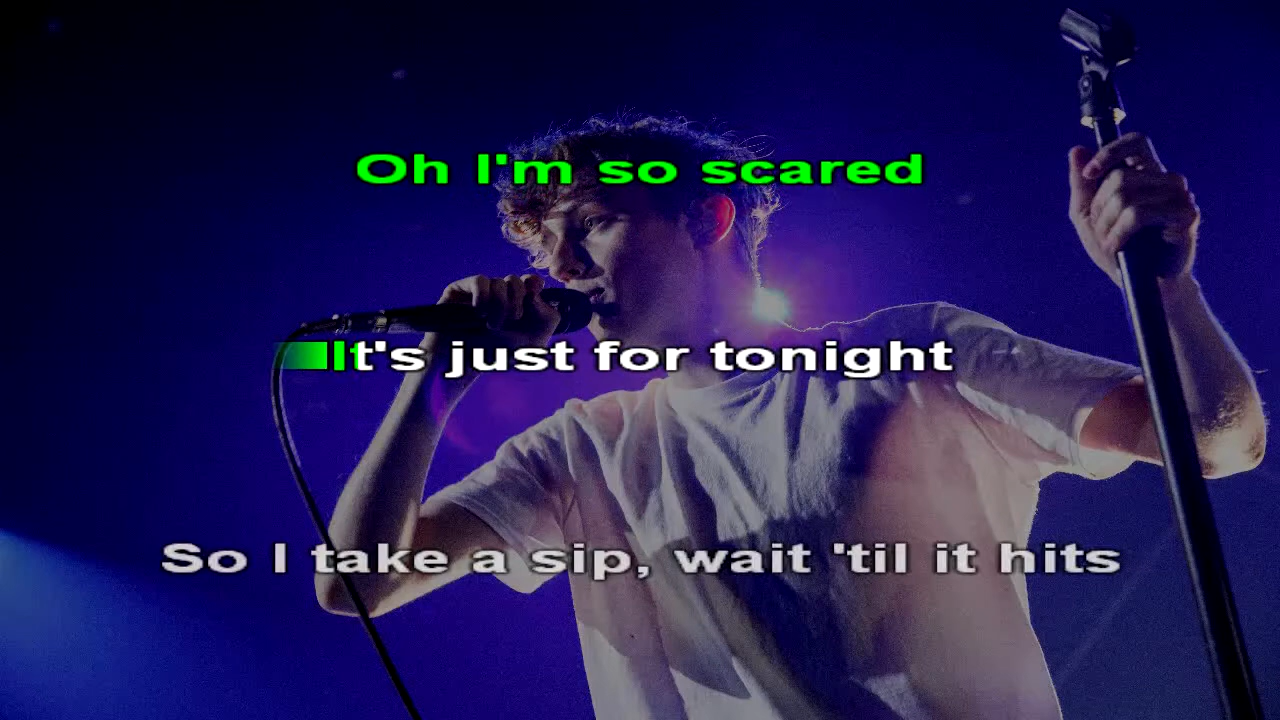 Oh I'm so scared
It's just for tonight
So I take a sip, wait 'til it hits